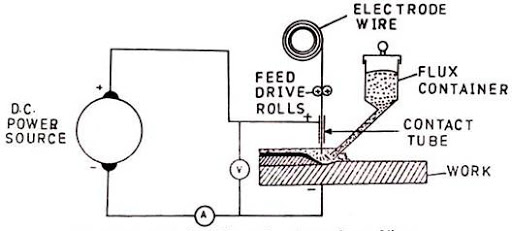 ELECTRODE
WIRE
FEED
DRIVE
ROLLS
FLUX
CONTAINER
+
+
D.C.
POWER
SOURCE
CONTACT
TUBE
V
WORK
-
-
A